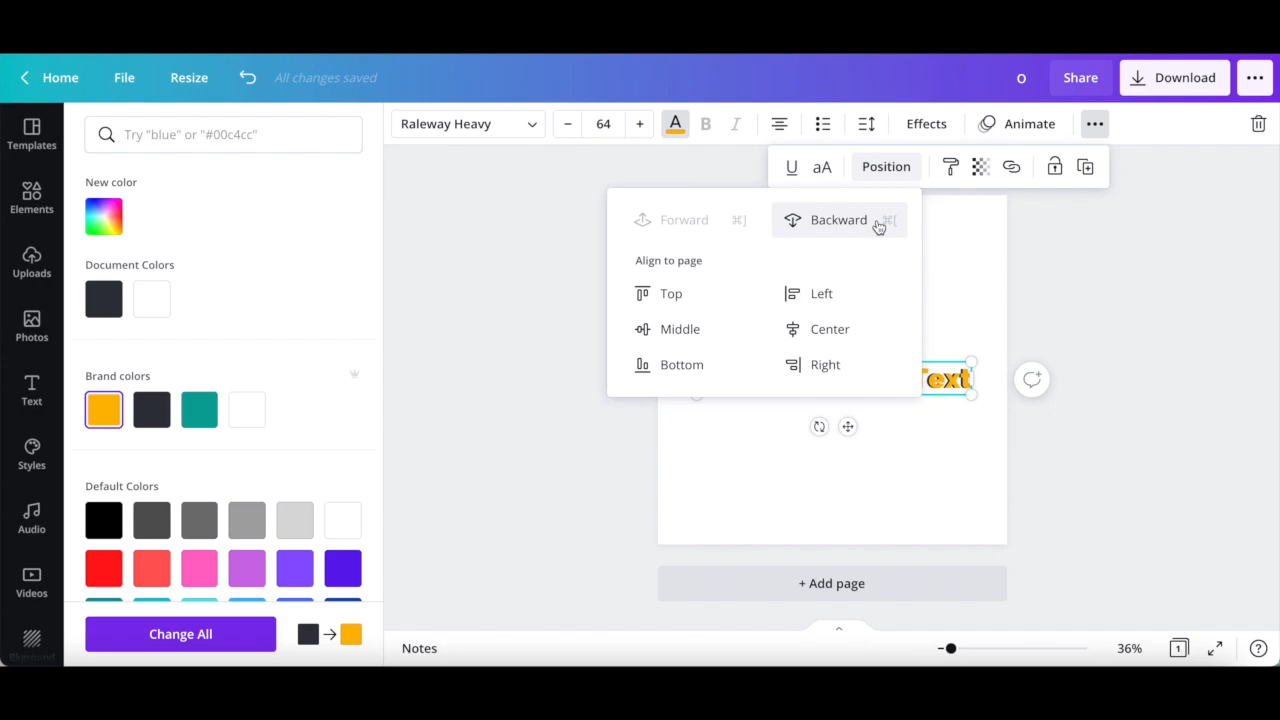 Home File Resize All changes saved O Share Download
Templates
Elements
Uploads
Photos
Text
Styles
Audio
Videos
Try "blue" or "#00c4cc"
New color
Document Colors
Brand colors
Default Colors
Change All
Raleway Heavy − 64 + A B I Effects Animate
U aA Position
Forward ⌘] Backward ⌘[
Align to page
Top Left
Middle Center
Bottom Right
Text
+ Add page
Notes 36% 1 ?